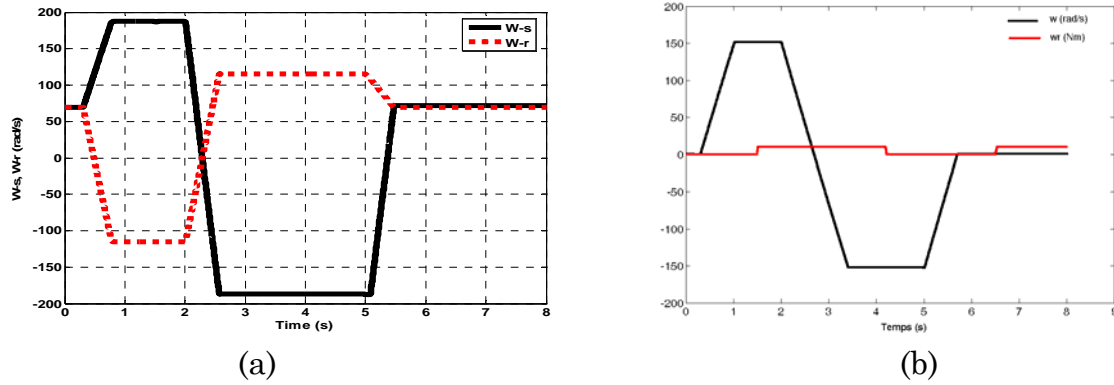 W-s, Wr (rad/s)
200
150
100
50
0
-50
-100
-150
-200
0 1 2 3 4 5 6 7 8
Time (s)
W-s
W-r
(a)
200
150
100
50
0
-50
-100
-150
-200
0 1 2 3 4 5 6 7 8 9
Temps (s)
w (rad/s)
wr (Nm)
(b)